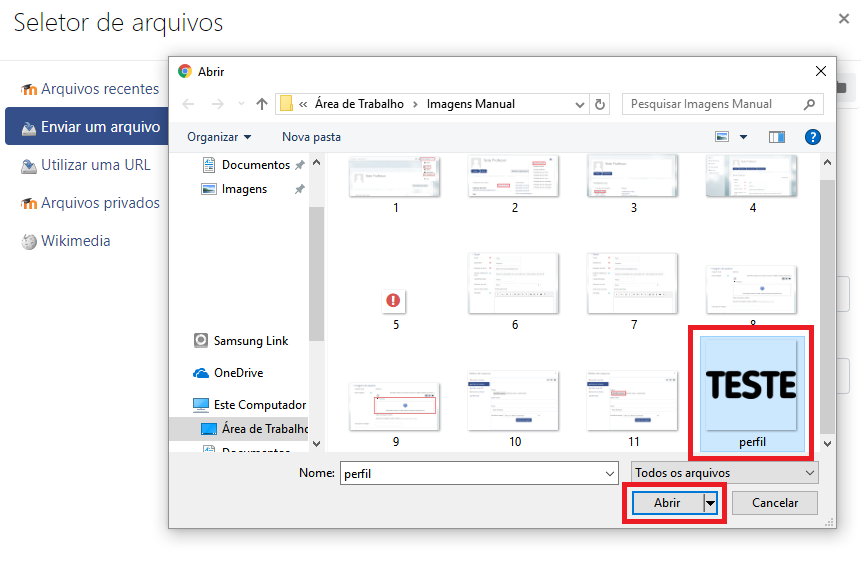 Seletor de arquivos
Arquivos recentes
Enviar um arquivo
Utilizar uma URL
Arquivos privados
Wikimedia
Abrir
« Área de Trabalho › Imagens Manual
Pesquisar Imagens Manual
Organizar
Nova pasta
Documentos
Imagens
Samsung Link
OneDrive
Este Computador
Área de Trabalho
Documentos
1
2
3
4
5
6
7
8
9
10
11
TESTE
perfil
Nome:
perfil
Todos os arquivos
Abrir
Cancelar